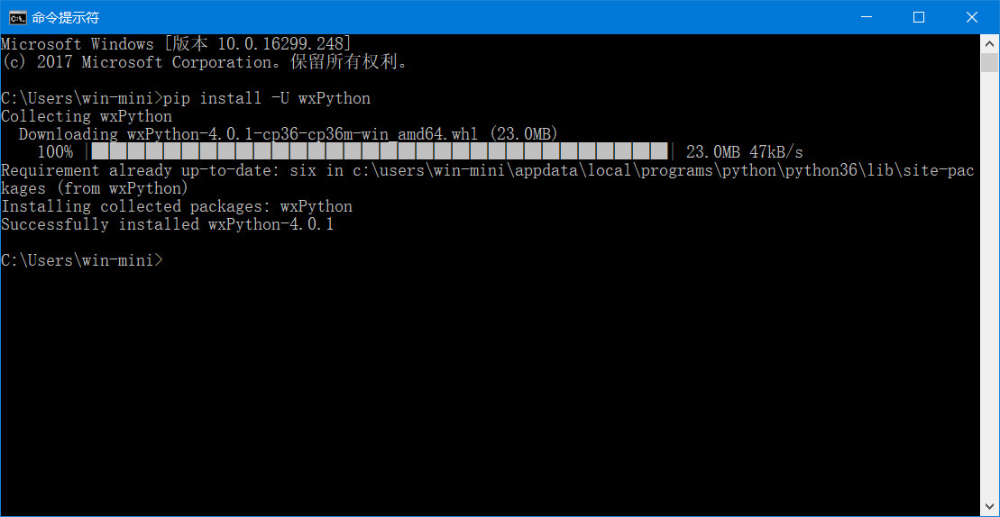 命令提示符
Microsoft Windows [版本 10.0.16299.248]
(c) 2017 Microsoft Corporation。保留所有权利。
C:\Users\win-mini>pip install -U wxPython
Collecting wxPython
Downloading wxPython-4.0.1-cp36-cp36m-win_amd64.whl (23.0MB)
100% |████████████████████████████████| 23.0MB 47kB/s
Requirement already up-to-date: six in c:\users\win-mini\appdata\local\programs\python\python36\lib\site-pac
kages (from wxPython)
Installing collected packages: wxPython
Successfully installed wxPython-4.0.1
C:\Users\win-mini>